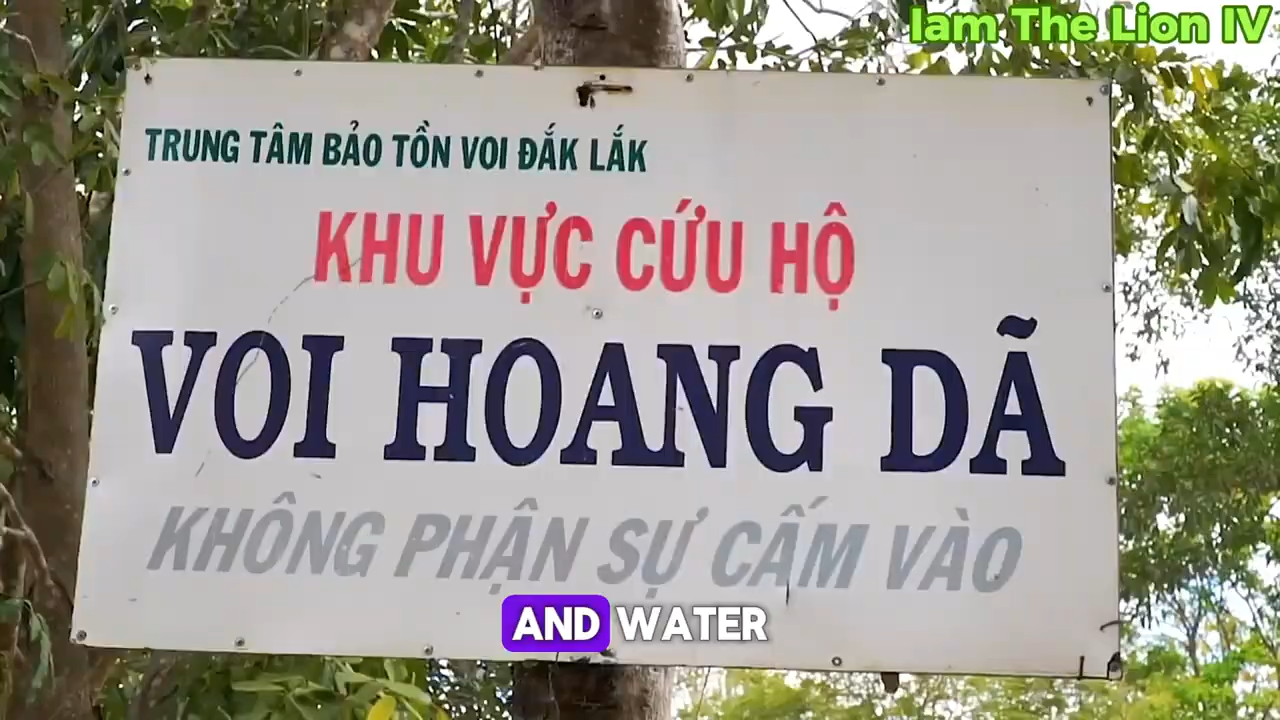 Iam The Lion IV
TRUNG TÂM BẢO TỒN VOI ĐẮK LẮK
KHU VỰC CỨU HỘ
VOI HOANG DÃ
KHÔNG PHẬN SỰ CẤM VÀO
AND WATER